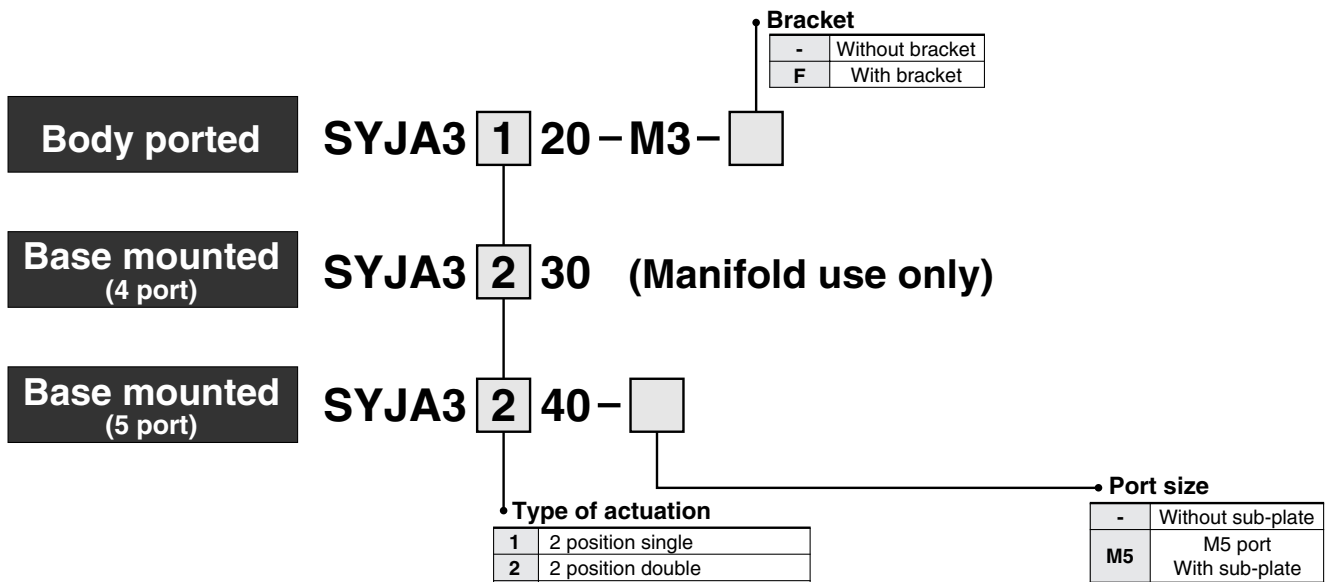 Bracket
- Without bracket
F With bracket
Body ported SYJA3 1 20 – M3 –
Base mounted
(4 port)
SYJA3 2 30 (Manifold use only)
Base mounted
(5 port)
SYJA3 2 40 –
Type of actuation
1 2 position single
2 2 position double
Port size
- Without sub-plate
M5 M5 port
With sub-plate